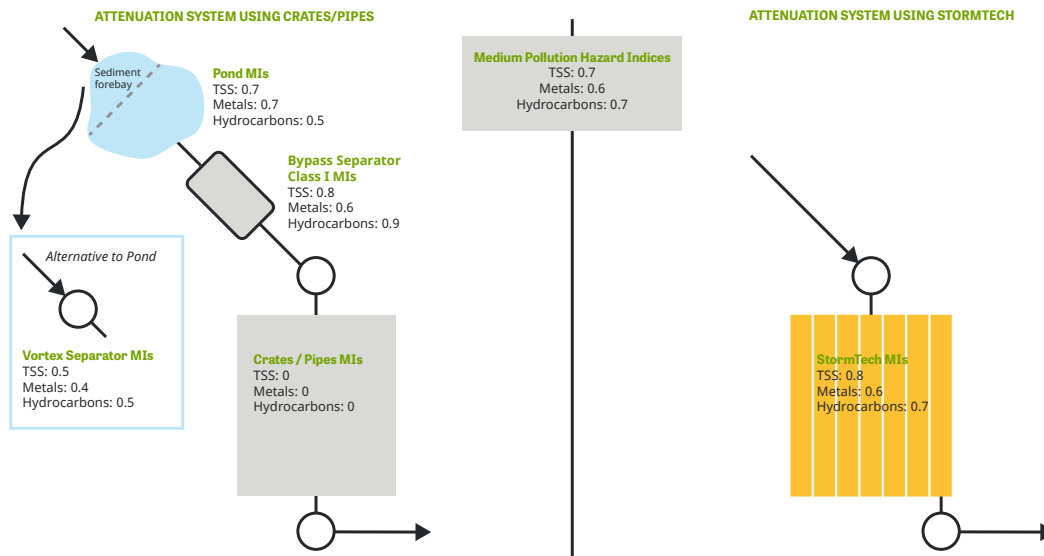 ATTENUATION SYSTEM USING CRATES/PIPES
Sediment
forebay
Pond MIs
TSS: 0.7
Metals: 0.7
Hydrocarbons: 0.5
Bypass Separator
Class I MIs
TSS: 0.8
Metals: 0.6
Hydrocarbons: 0.9
Alternative to Pond
Vortex Separator MIs
TSS: 0.5
Metals: 0.4
Hydrocarbons: 0.5
Crates / Pipes MIs
TSS: 0
Metals: 0
Hydrocarbons: 0
Medium Pollution Hazard Indices
TSS: 0.7
Metals: 0.6
Hydrocarbons: 0.7
ATTENUATION SYSTEM USING STORMTECH
StormTech MIs
TSS: 0.8
Metals: 0.6
Hydrocarbons: 0.7